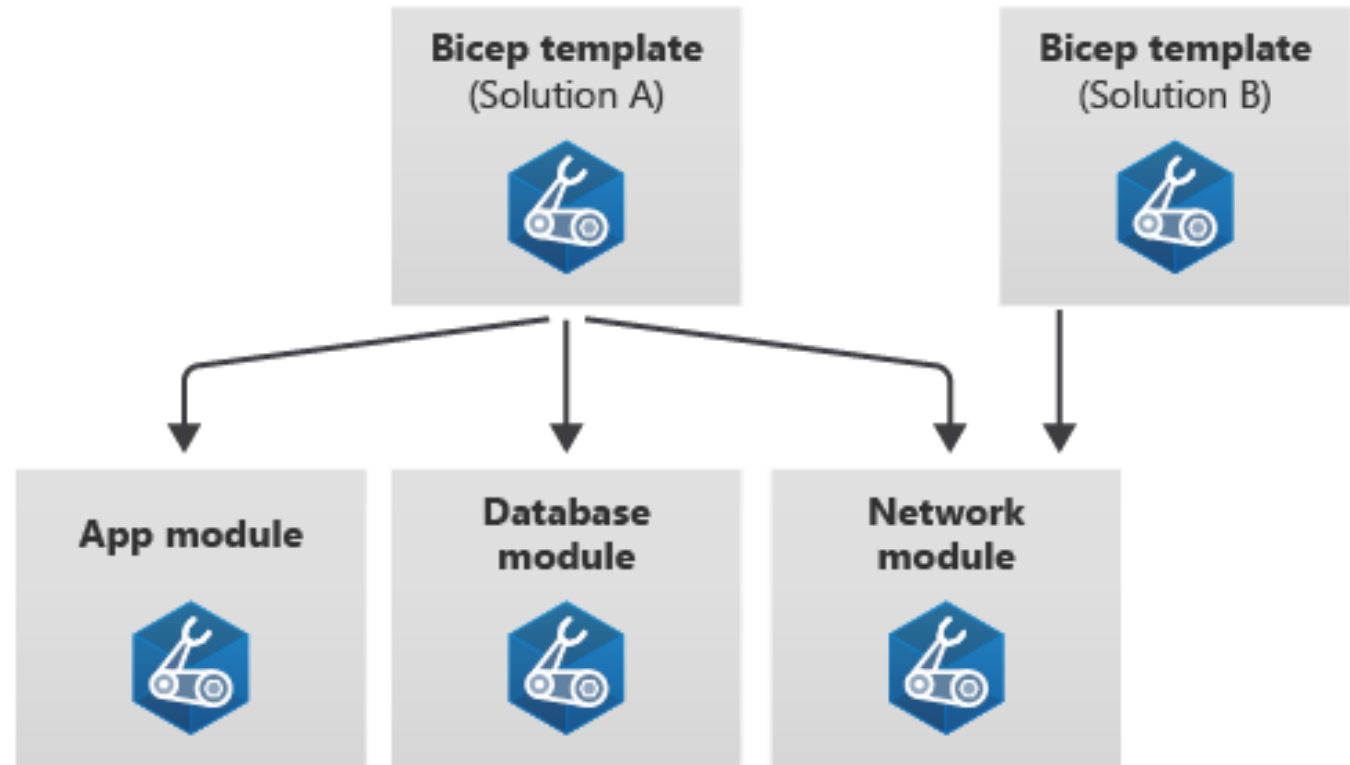 Bicep template
(Solution A)
Bicep template
(Solution B)
App module
Database
module
Network
module